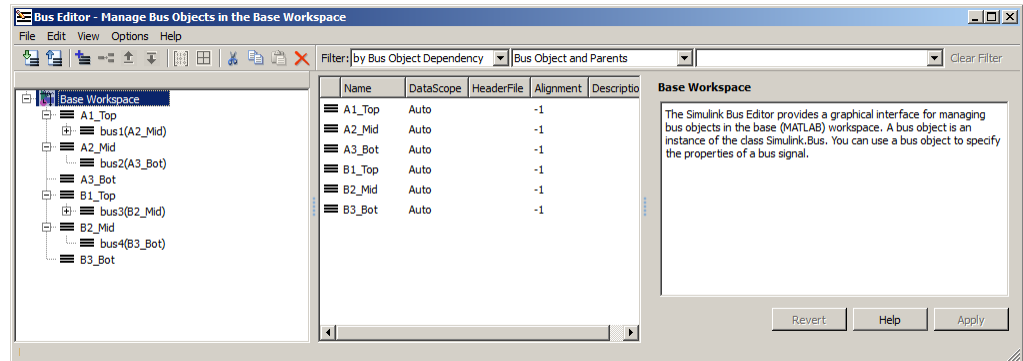 Bus Editor - Manage Bus Objects in the Base Workspace
File Edit View Options Help
Filter: by Bus Object Dependency Bus Object and Parents Clear Filter
Base Workspace
A1_Top
bus1(A2_Mid)
A2_Mid
bus2(A3_Bot)
A3_Bot
B1_Top
bus3(B2_Mid)
B2_Mid
bus4(B3_Bot)
B3_Bot
Name DataScope HeaderFile Alignment Descriptio
A1_Top Auto -1
A2_Mid Auto -1
A3_Bot Auto -1
B1_Top Auto -1
B2_Mid Auto -1
B3_Bot Auto -1
Base Workspace
The Simulink Bus Editor provides a graphical interface for managing
bus objects in the base (MATLAB) workspace. A bus object is an
instance of the class Simulink.Bus. You can use a bus object to specify
the properties of a bus signal.
Revert Help Apply